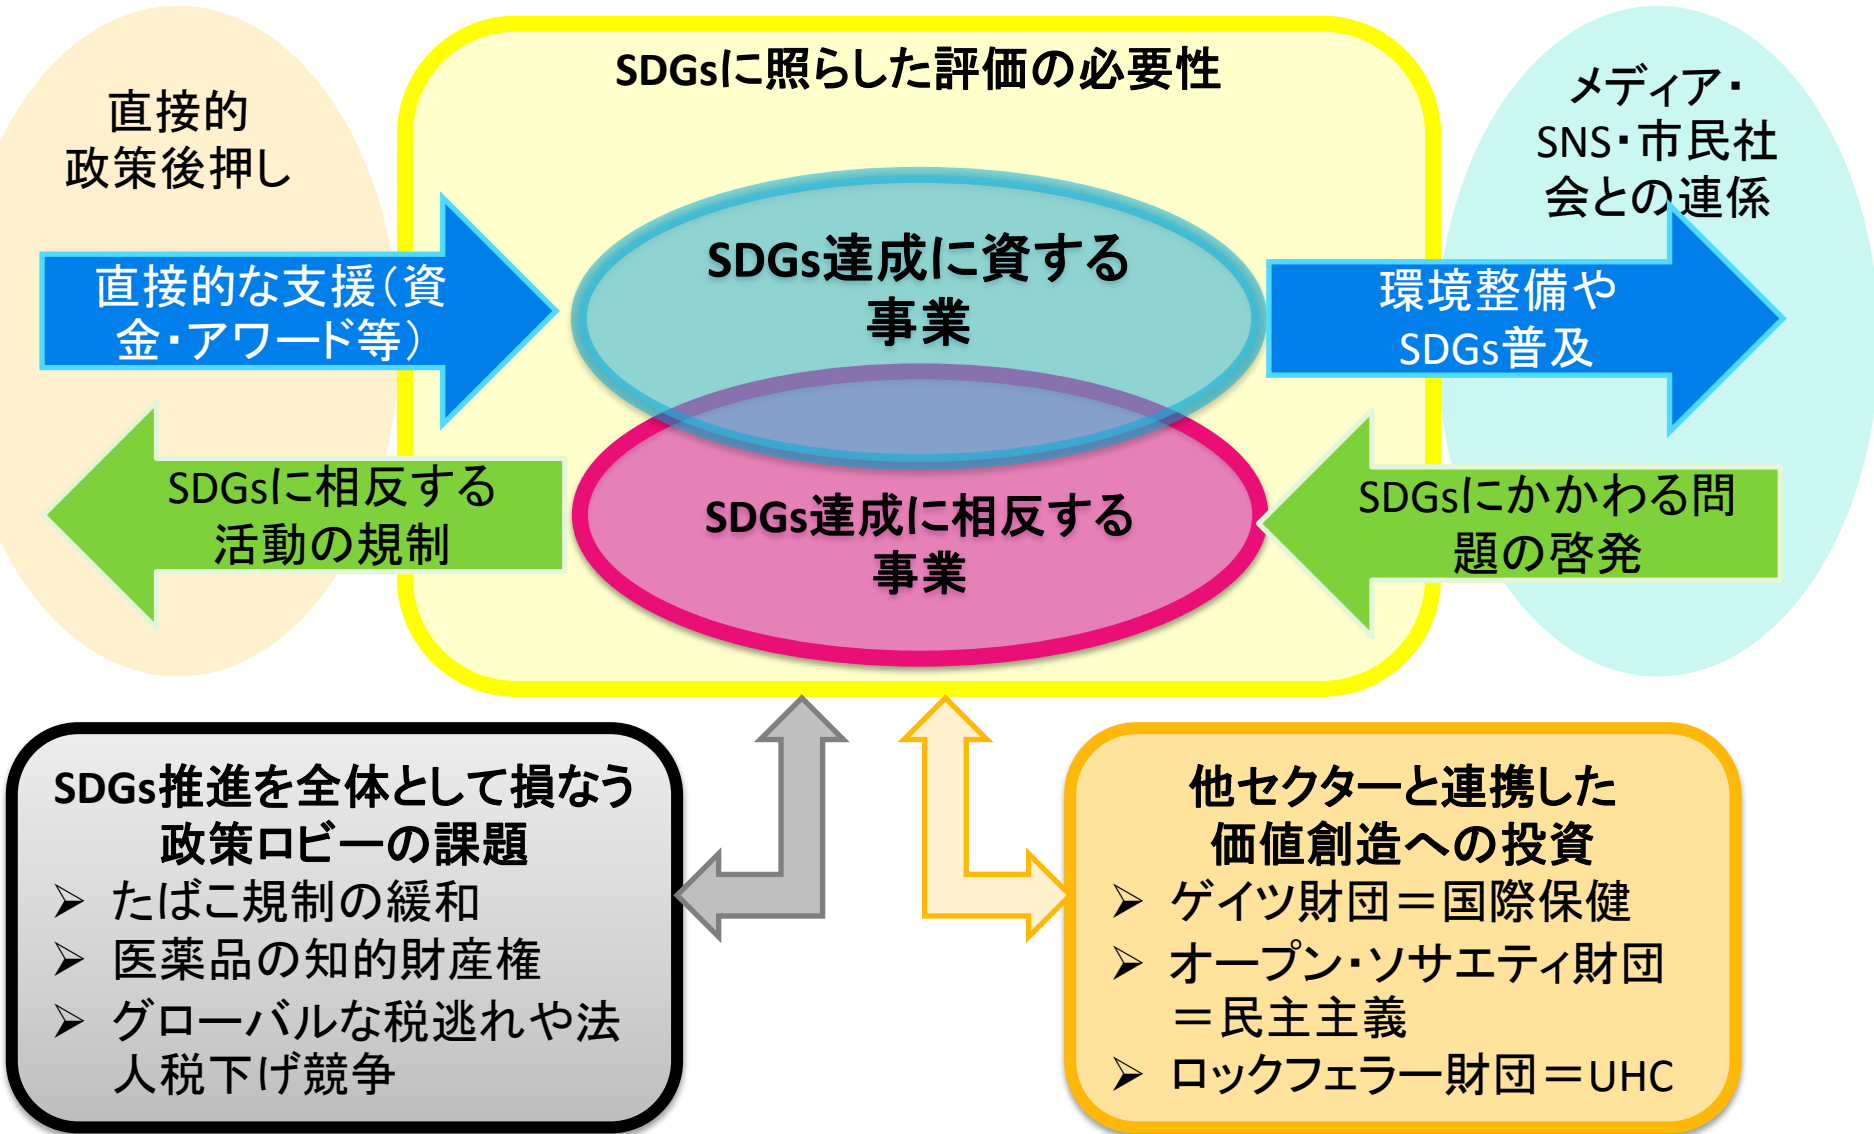 SDGsに照らした評価の必要性
直接的
政策後押し
メディア・
SNS・市民社
会との連係
直接的な支援（資
金・アワード等）
SDGs達成に資する
事業
環境整備や
SDGs普及
SDGsに相反する
活動の規制
SDGs達成に相反する
事業
SDGsにかかわる問
題の啓発
SDGs推進を全体として損なう
政策ロビーの課題
➢ たばこ規制の緩和
➢ 医薬品の知的財産権
➢ グローバルな税逃れや法
人税下げ競争
他セクターと連携した
価値創造への投資
➢ ゲイツ財団＝国際保健
➢ オープン・ソサエティ財団
＝民主主義
➢ ロックフェラー財団＝UHC